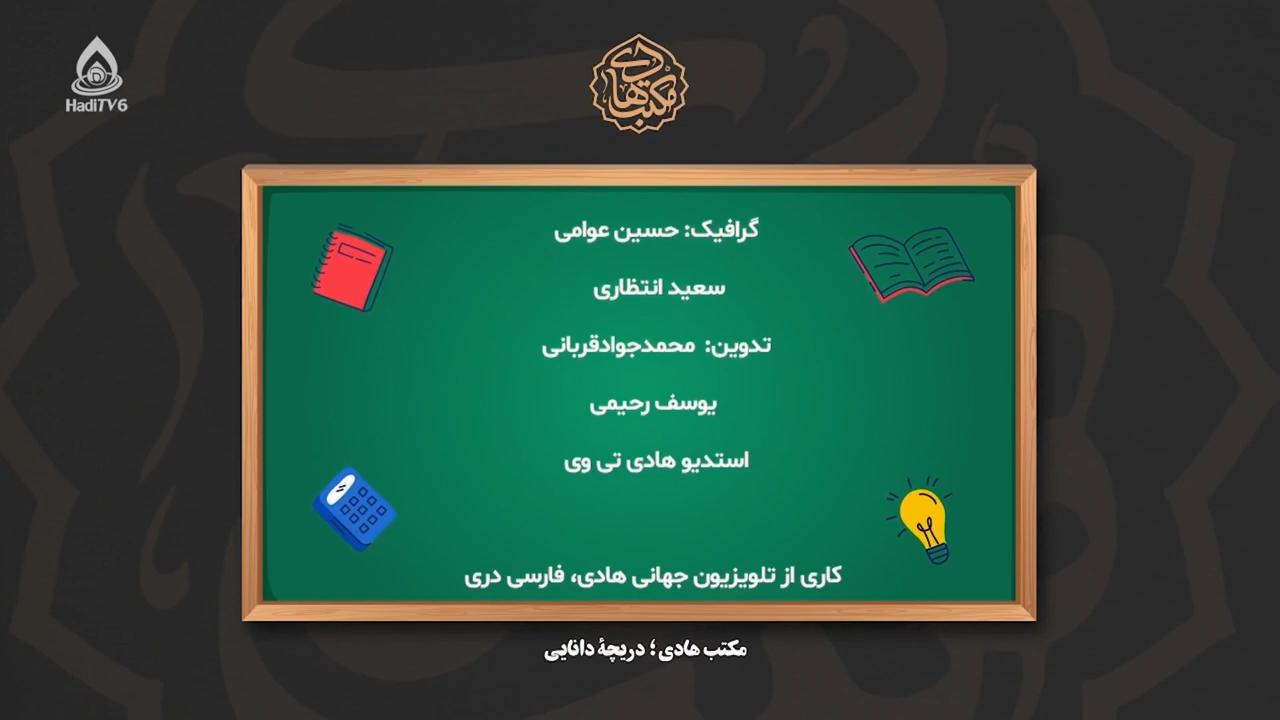 HadiTV6
مکتب هادی
گرافیک: حسین عوامی
سعید انتظاری
تدوین: محمدجوادقربانی
یوسف رحیمی
استدیو هادی تی وی
کاری از تلویزیون جهانی هادی، فارسی دری
مکتب هادی؛ دریچۀ دانایی